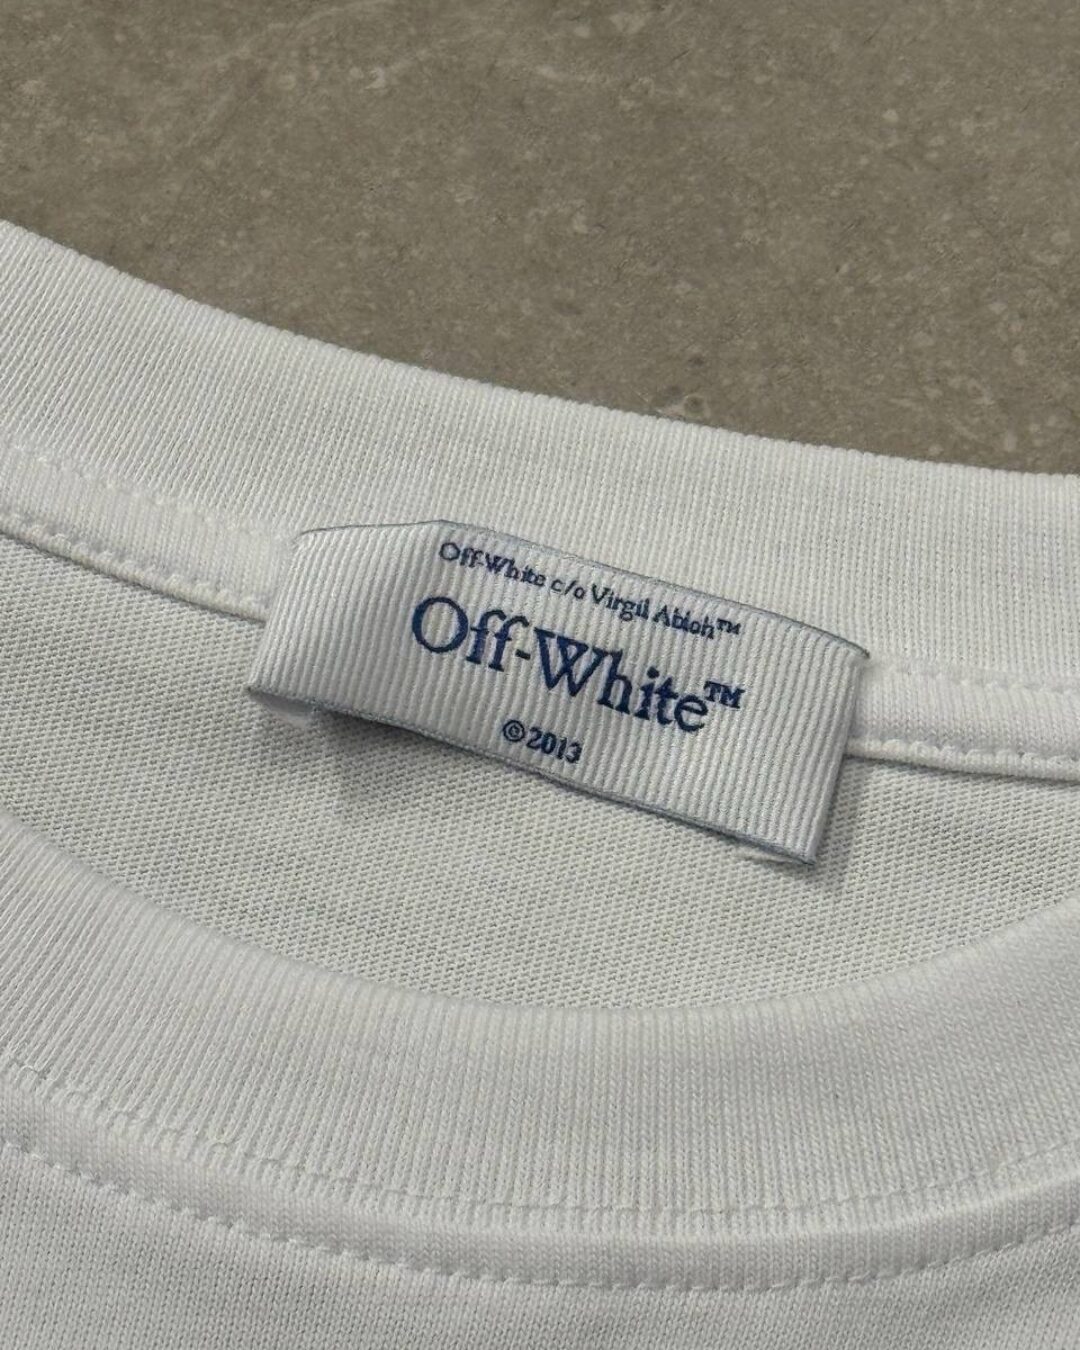 Off-White c/o Virgil Abloh™
Off-White™
©2013